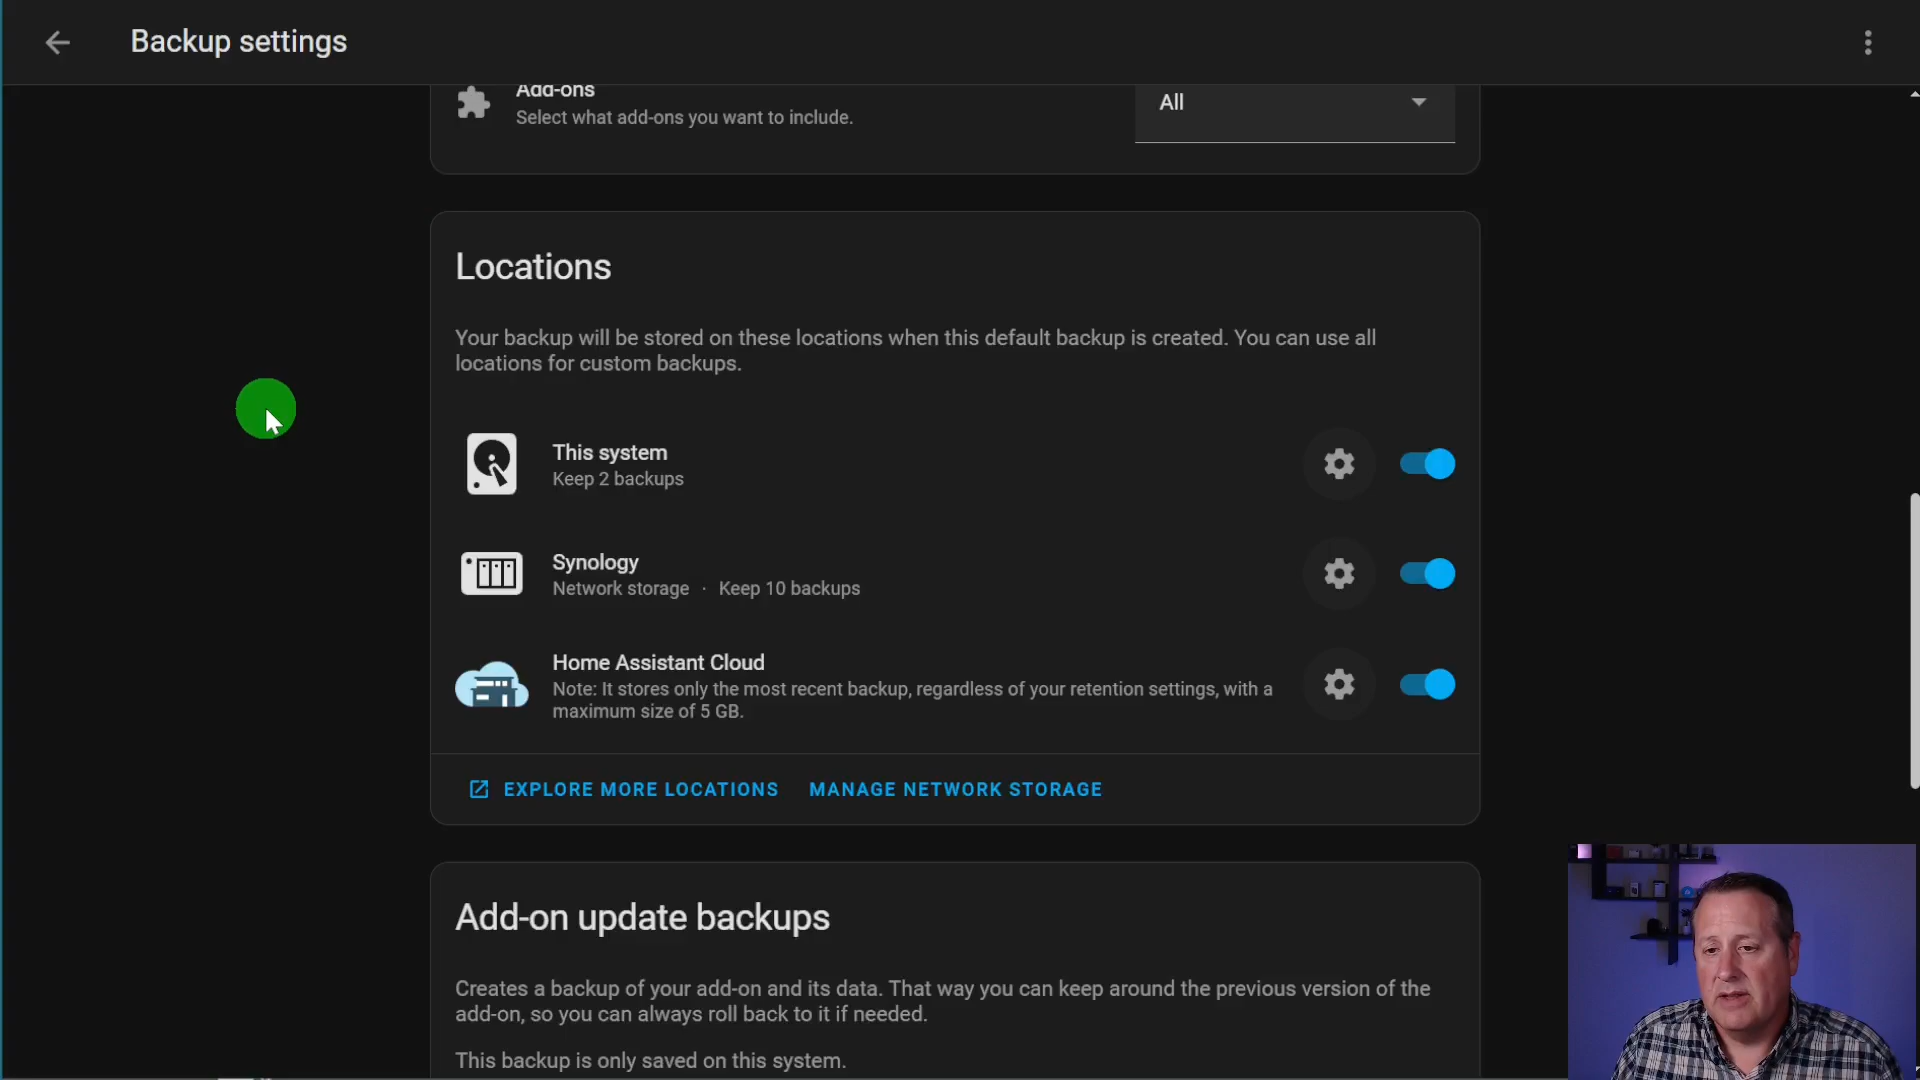 Backup settings
Add-ons
Select what add-ons you want to include.
All
Locations
Your backup will be stored on these locations when this default backup is created. You can use all
locations for custom backups.
This system
Keep 2 backups
Synology
Network storage · Keep 10 backups
Home Assistant Cloud
Note: It stores only the most recent backup, regardless of your retention settings, with a
maximum size of 5 GB.
EXPLORE MORE LOCATIONS
MANAGE NETWORK STORAGE
Add-on update backups
Creates a backup of your add-on and its data. That way you can keep around the previous version of the
add-on, so you can always roll back to it if needed.
This backup is only saved on this system.